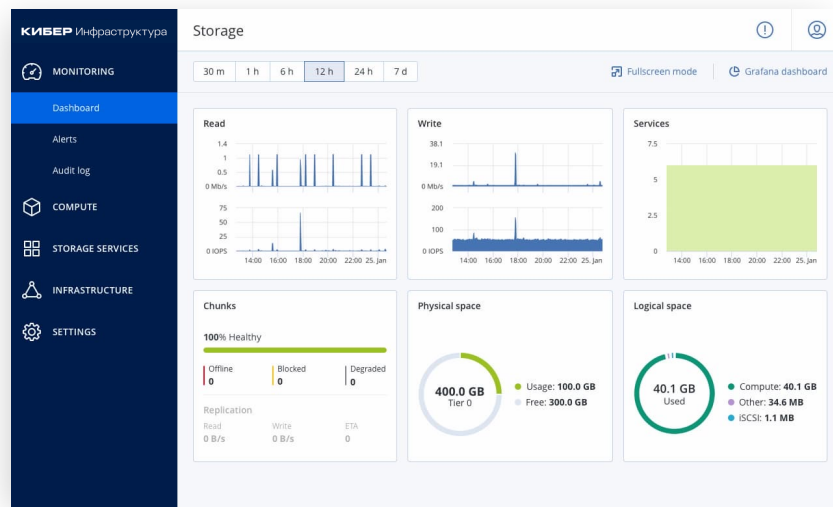 КИБЕР Инфраструктура
Storage
MONITORING
Dashboard
Alerts
Audit log
COMPUTE
STORAGE SERVICES
INFRASTRUCTURE
SETTINGS
30 m 1 h 6 h 12 h 24 h 7 d
Fullscreen mode
Grafana dashboard
Read
1.4
1
0.5
0 Mb/s
75
50
25
0 IOPS
14:00 16:00 18:00 20:00 22:00 25. Jan
Write
38.1
19.1
0 Mb/s
200
100
0 IOPS
14:00 16:00 18:00 20:00 22:00 25. Jan
Services
7.5
5
2.5
0
14:00 16:00 18:00 20:00 22:00 25. Jan
Chunks
100% Healthy
Offline Blocked Degraded
0 0 0
Replication
Read Write ETA
0 B/s 0 B/s 0
Physical space
400.0 GB
Tier 0
Usage: 100.0 GB
Free: 300.0 GB
Logical space
40.1 GB
Used
Compute: 40.1 GB
Other: 34.6 MB
iSCSI: 1.1 MB